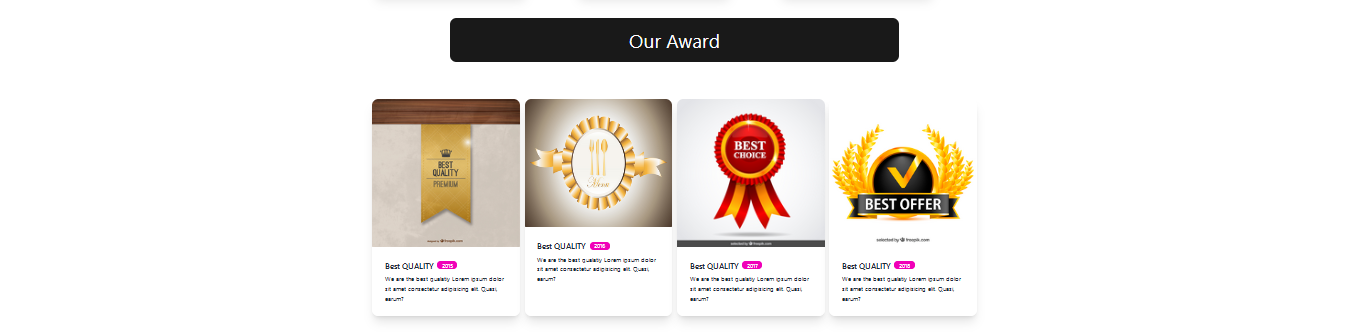 Our Award
BEST
QUALITY
PREMIUM
Menu
BEST
CHOICE
BEST OFFER
selected by freepik.com
selected by freepik.com
Best QUALITY 2015
We are the best gualaty Lorem ipsum dolor
sit amet consectetur adipisicing elit. Quasi,
earum?
Best QUALITY 2016
We are the best gualaty Lorem ipsum dolor
sit amet consectetur adipisicing elit. Quasi,
earum?
Best QUALITY 2017
We are the best gualaty Lorem ipsum dolor
sit amet consectetur adipisicing elit. Quasi,
earum?
Best QUALITY 2018
We are the best gualaty Lorem ipsum dolor
sit amet consectetur adipisicing elit. Quasi,
earum?